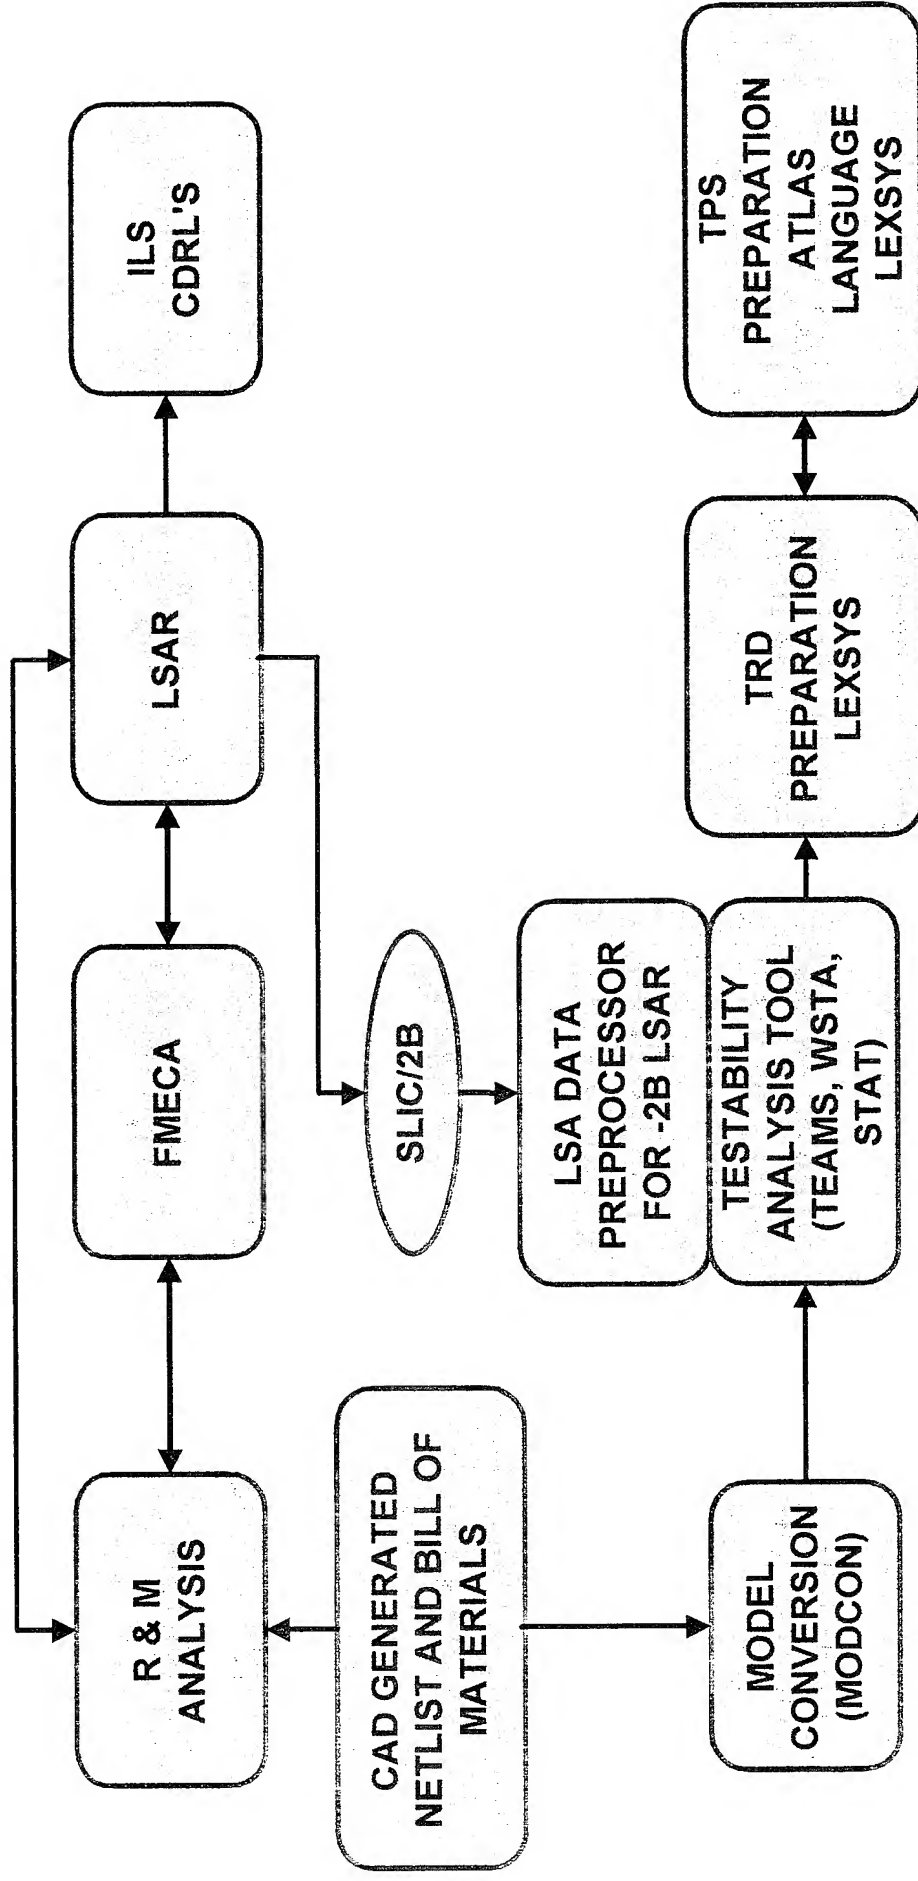 R & M
ANALYSIS
FMECA
LSAR
ILS
CDRL'S
CAD GENERATED
NETLIST AND BILL OF
MATERIALS
SLIC/2B
LSA DATA
PREPROCESSOR
FOR -2B LSAR
MODEL
CONVERSION
(MODCON)
TESTABILITY
ANALYSIS TOOL
(TEAMS, WSTA,
STAT)
TRD
PREPARATION
LEXSYS
TPS
PREPARATION
ATLAS
LANGUAGE
LEXSYS